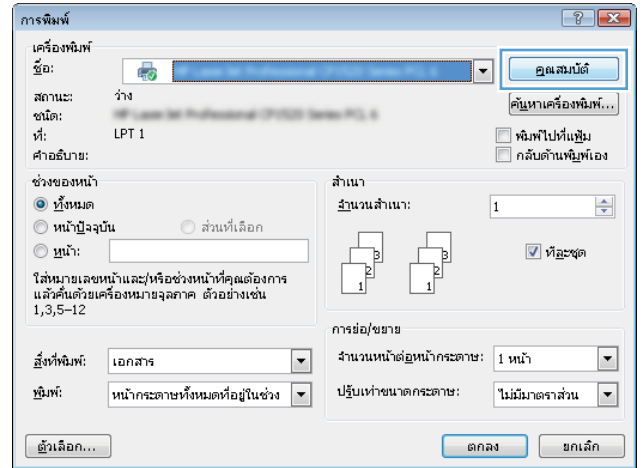 การพิมพ์
เครื่องพิมพ์
ชื่อ:
คุณสมบัติ
สถานะ: ว่าง
ชนิด:
ค้นหาเครื่องพิมพ์...
ที่: LPT 1
พิมพ์ไปที่แฟ้ม
คำอธิบาย:
กลับด้านพิมพ์เอง
ช่วงของหน้า
ทั้งหมด
หน้าปัจจุบัน ส่วนที่เลือก
หน้า:
ใส่หมายเลขหน้าและ/หรือช่วงหน้าที่คุณต้องการ
แล้วคั่นด้วยเครื่องหมายจุลภาค ตัวอย่างเช่น
1,3,5–12
สำเนา
จำนวนสำเนา: 1
3 3
2 2
1 1
ทีละชุด
สิ่งที่พิมพ์: เอกสาร
พิมพ์: หน้ากระดาษทั้งหมดที่อยู่ในช่วง
การย่อ/ขยาย
จำนวนหน้าต่อหน้ากระดาษ: 1 หน้า
ปรับเท่าขนาดกระดาษ: ไม่มีมาตราส่วน
ตัวเลือก...
ตกลง ยกเลิก